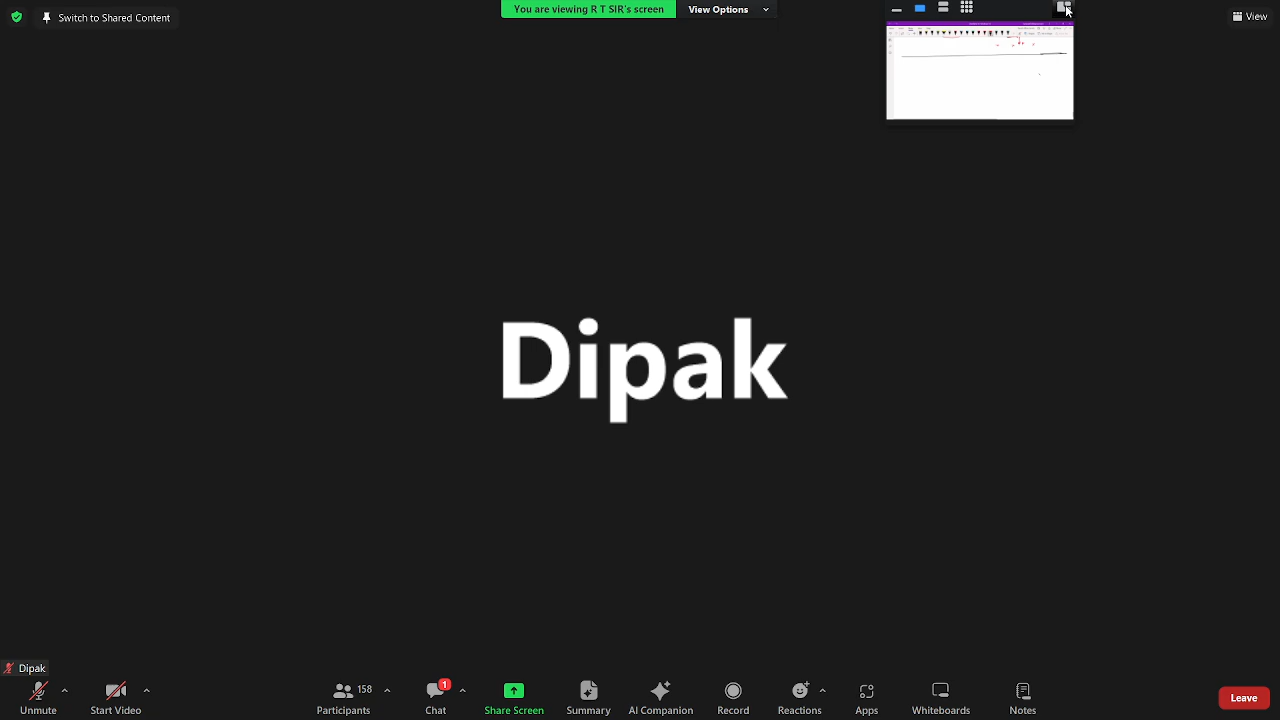 You are viewing R T SIR's screen
View Options
Switch to Shared Content
View
Dipak
Dipak
Unmute
Start Video
158
Participants
1
Chat
Share Screen
Summary
AI Companion
Record
Reactions
Apps
Whiteboards
Notes
Leave